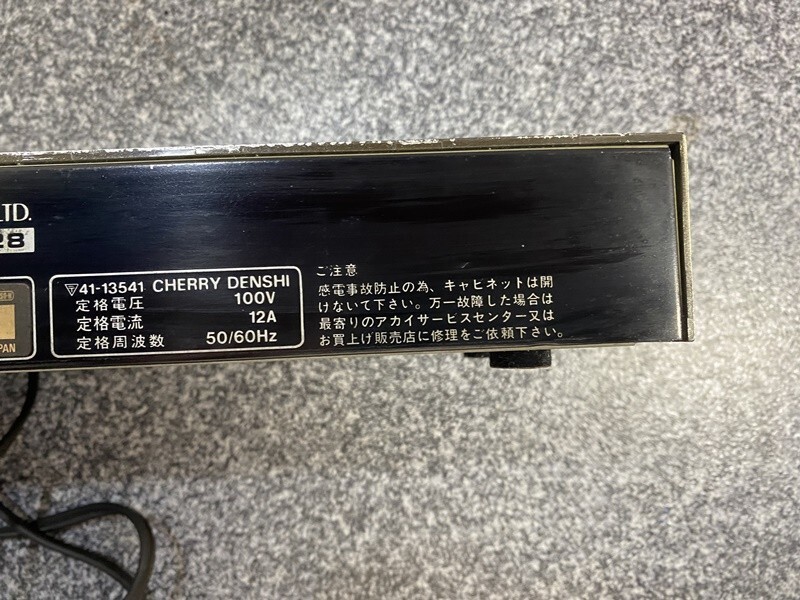 LTD.
28
▽41-13541 CHERRY DENSHI
定格電圧 100V
定格電流 12A
定格周波数 50/60Hz
PAN
ご注意
感電事故防止の為、キャビネットは開
けないで下さい。万一故障した場合は
最寄りのアカイサービスセンター又は
お買上げ販売店に修理をご依頼下さい。